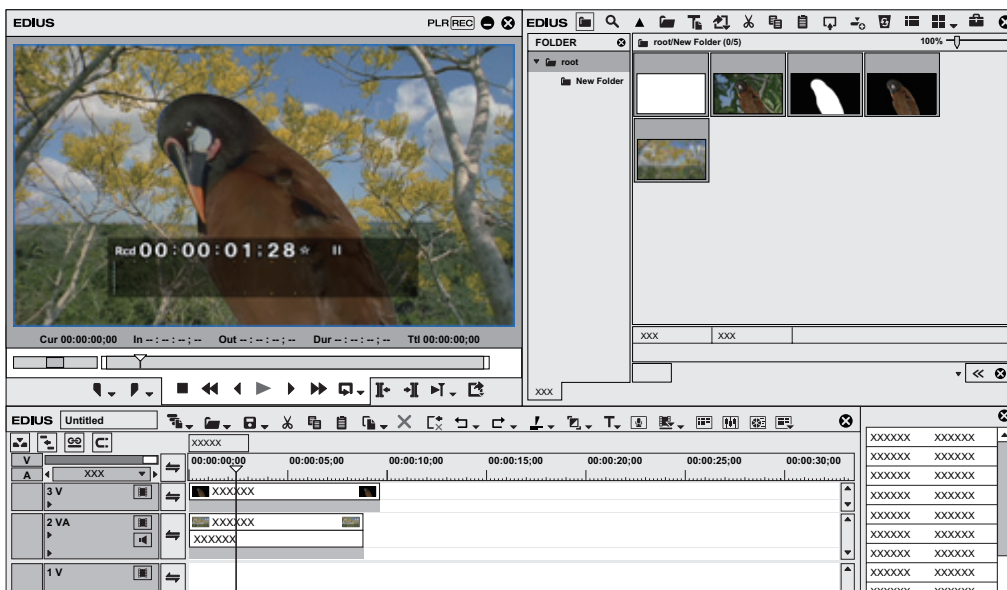 EDIUS PLR REC
Rcd 00:00:01:28 II
Cur 00:00:00;00 In -- : -- : -- ; -- Out -- : -- : -- ; -- Dur -- : -- : -- ; -- Ttl 00:00:00;00
EDIUS
FOLDER
root
New Folder
root/New Folder (0/5) 100%
XXX XXX
XXX
EDIUS Untitled
XXXXX
V
A XXX
00:00:00;00 00:00:05;00 00:00:10;00 00:00:15;00 00:00:20;00 00:00:25;00 00:00:30;00
3 V
XXXXXX
2 VA
XXXXXX
XXXXXX
1 V
XXXXXX XXXXXX
XXXXXX XXXXXX
XXXXXX XXXXXX
XXXXXX XXXXXX
XXXXXX XXXXXX
XXXXXX XXXXXX
XXXXXX XXXXXX
XXXXXX XXXXXX
XXXXXX XXXXXX